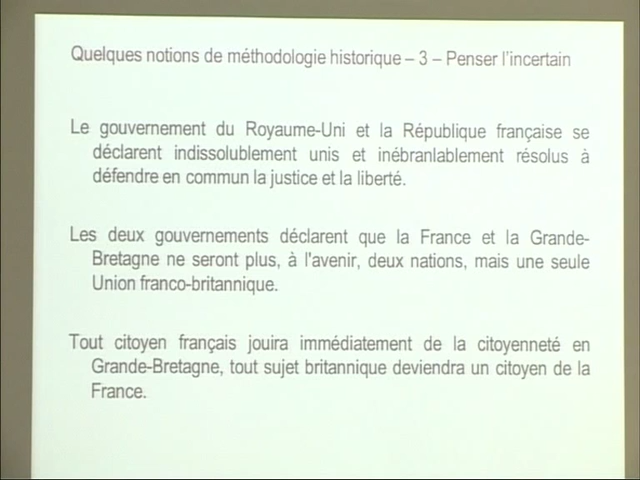 Quelques notions de méthodologie historique – 3 – Penser l'incertain
Le gouvernement du Royaume-Uni et la République française se
déclarent indissolublement unis et inébranlablement résolus à
défendre en commun la justice et la liberté.
Les deux gouvernements déclarent que la France et la Grande-
Bretagne ne seront plus, à l'avenir, deux nations, mais une seule
Union franco-britannique.
Tout citoyen français jouira immédiatement de la citoyenneté en
Grande-Bretagne, tout sujet britannique deviendra un citoyen de la
France.